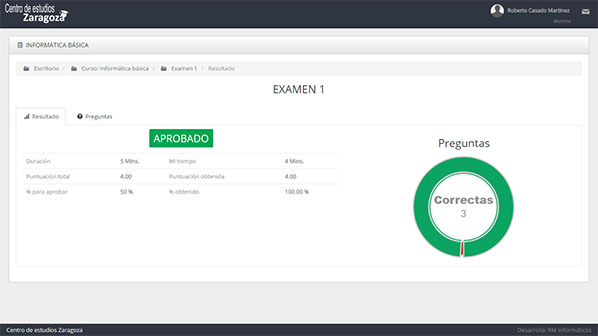 Centro de estudios
Zaragoza
Roberto Casado Martínez
Alumno
INFORMÁTICA BÁSICA
Escritorio / Curso: Informática básica / Examen 1 / Resultado
EXAMEN 1
Resultado Preguntas
APROBADO
Duración 5 Mins. Mi tiempo 4 Mins.
Puntuación total 4.00 Puntuación obtenida 4.00
% para aprobar 50 % % obtenido 100.00 %
Preguntas
Correctas
3
Centro de estudios Zaragoza
Desarrolla: RM Informáticos